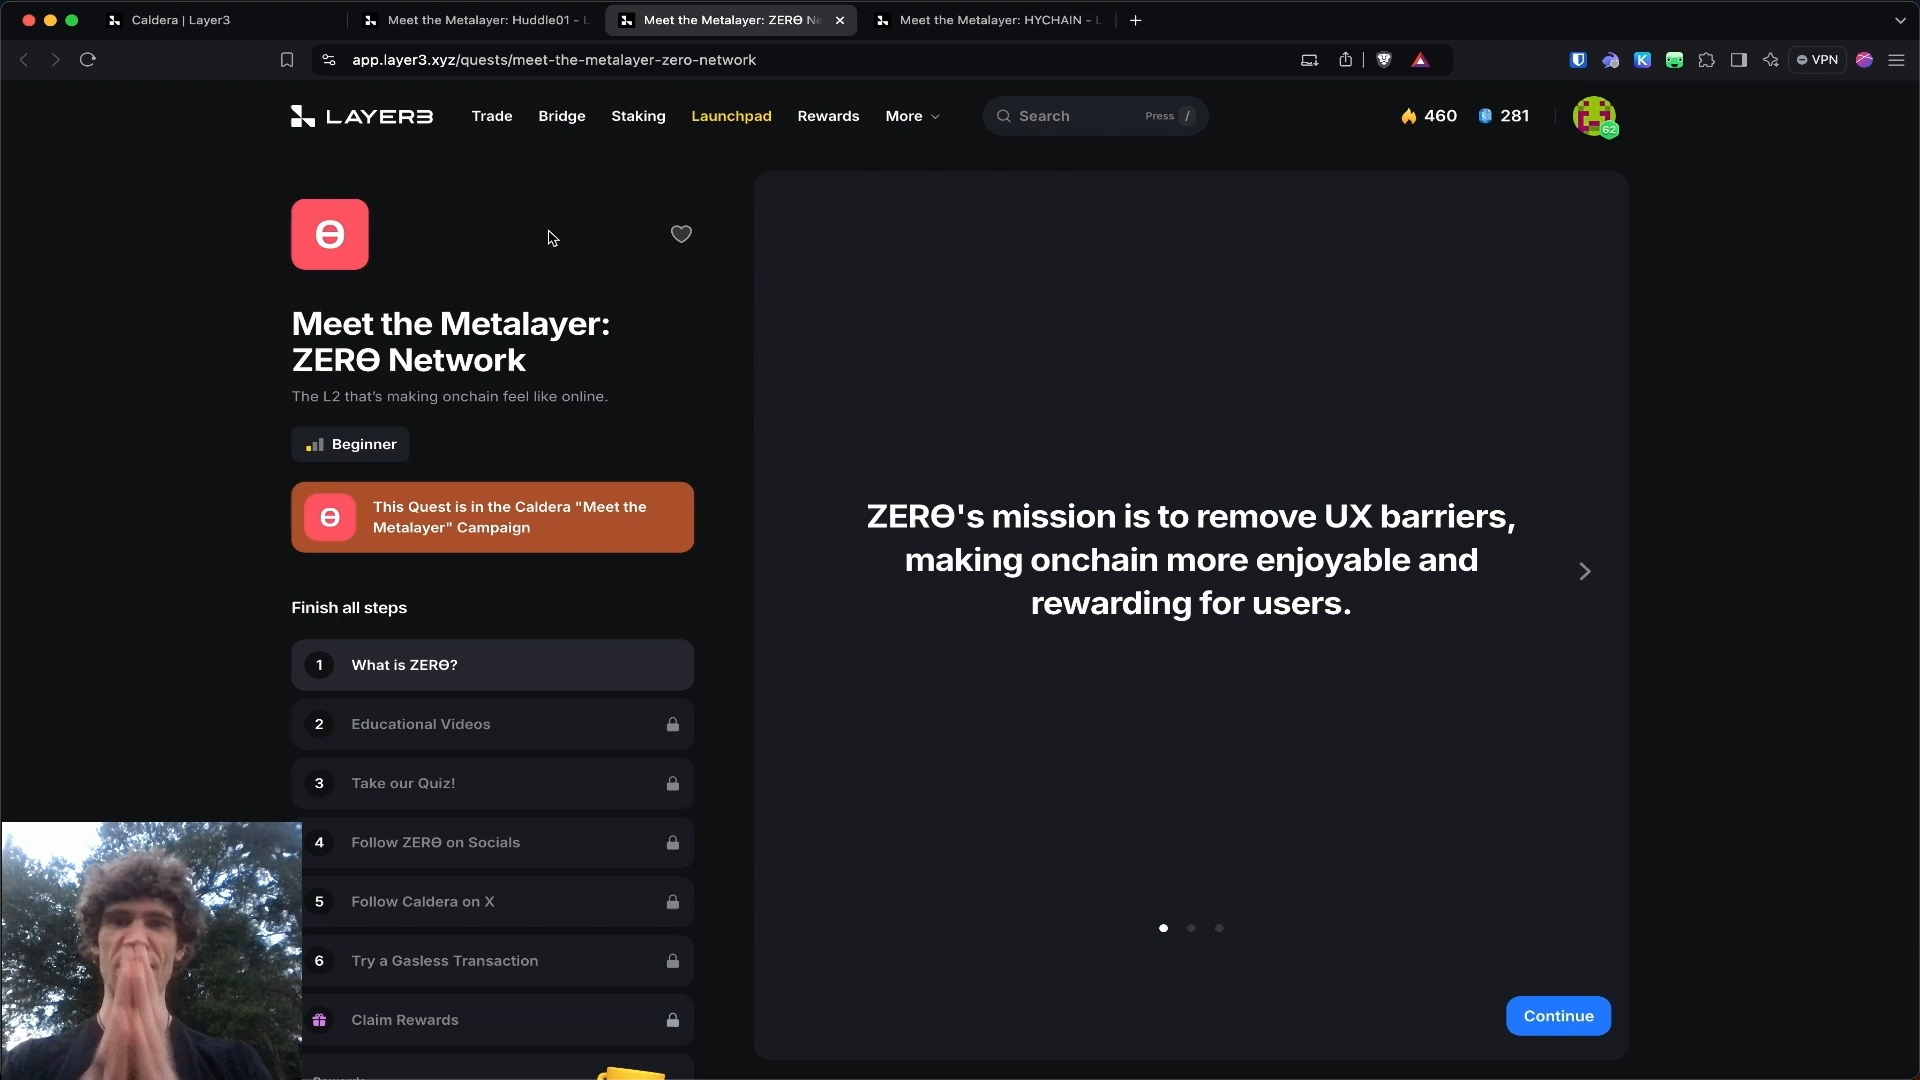 Caldera | Layer3
Meet the Metalayer: Huddle01 - L
Meet the Metalayer: ZERϴ Ne
Meet the Metalayer: HYCHAIN - L
app.layer3.xyz/quests/meet-the-metalayer-zero-network
VPN
LAYER3
Trade
Bridge
Staking
Launchpad
Rewards
More
Search
Press /
460
281
62
ϴ
Meet the Metalayer:
ZERϴ Network
The L2 that's making onchain feel like online.
Beginner
ϴ
This Quest is in the Caldera "Meet the
Metalayer" Campaign
Finish all steps
1 What is ZERϴ?
2 Educational Videos
3 Take our Quiz!
4 Follow ZERϴ on Socials
5 Follow Caldera on X
6 Try a Gasless Transaction
Claim Rewards
ZERϴ's mission is to remove UX barriers,
making onchain more enjoyable and
rewarding for users.
Continue